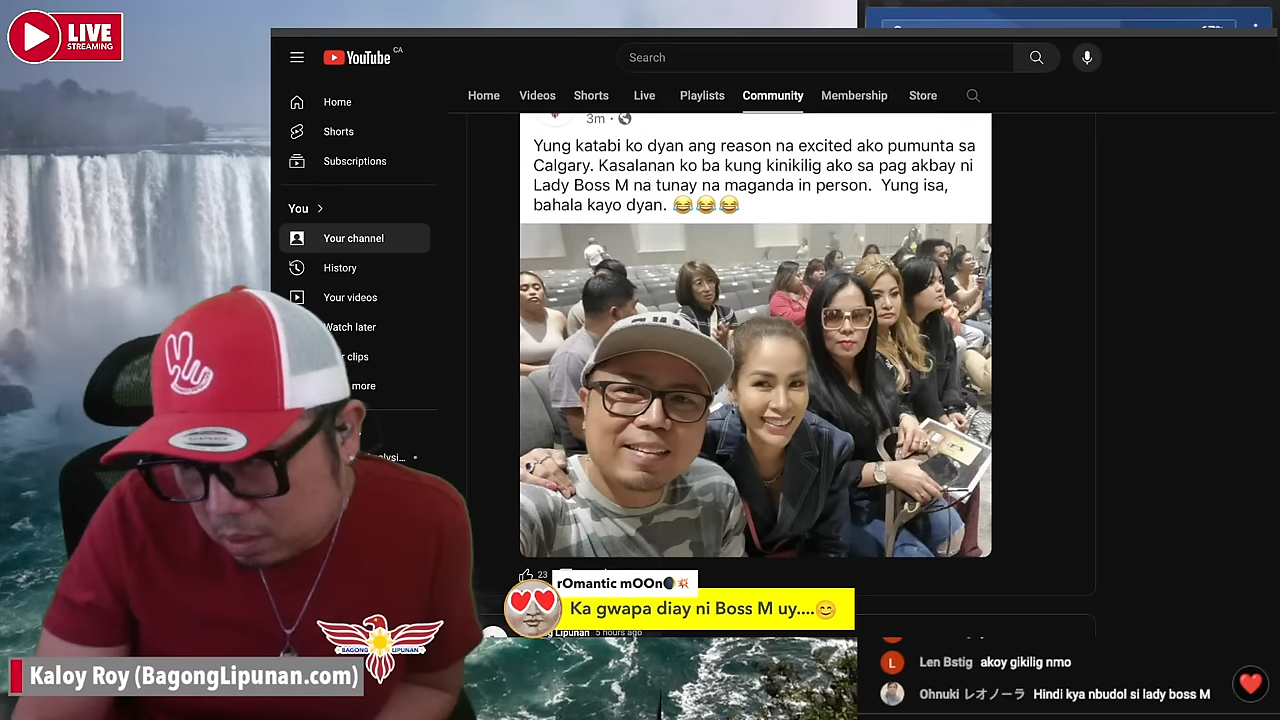 LIVE
STREAMING
YouTube CA
Search
Home
Videos
Shorts
Live
Playlists
Community
Membership
Store
Home
Shorts
Subscriptions
You
Your channel
History
Your videos
Watch later
clips
more
3m
Yung katabi ko dyan ang reason na excited ako pumunta sa
Calgary. Kasalanan ko ba kung kinikilig ako sa pag akbay ni
Lady Boss M na tunay na maganda in person. Yung isa,
bahala kayo dyan. 😂😂😂
23
rOmantic mOOn🌒💥
Ka gwapa diay ni Boss M uy....😊
Lipunan 5 hours ago
BAGONG LIPUNAN
Kaloy Roy (BagongLipunan.com)
L Len Bstig akoy gikilig nmo
Ohnuki レオノーラ Hindi kya nbudol si lady boss M